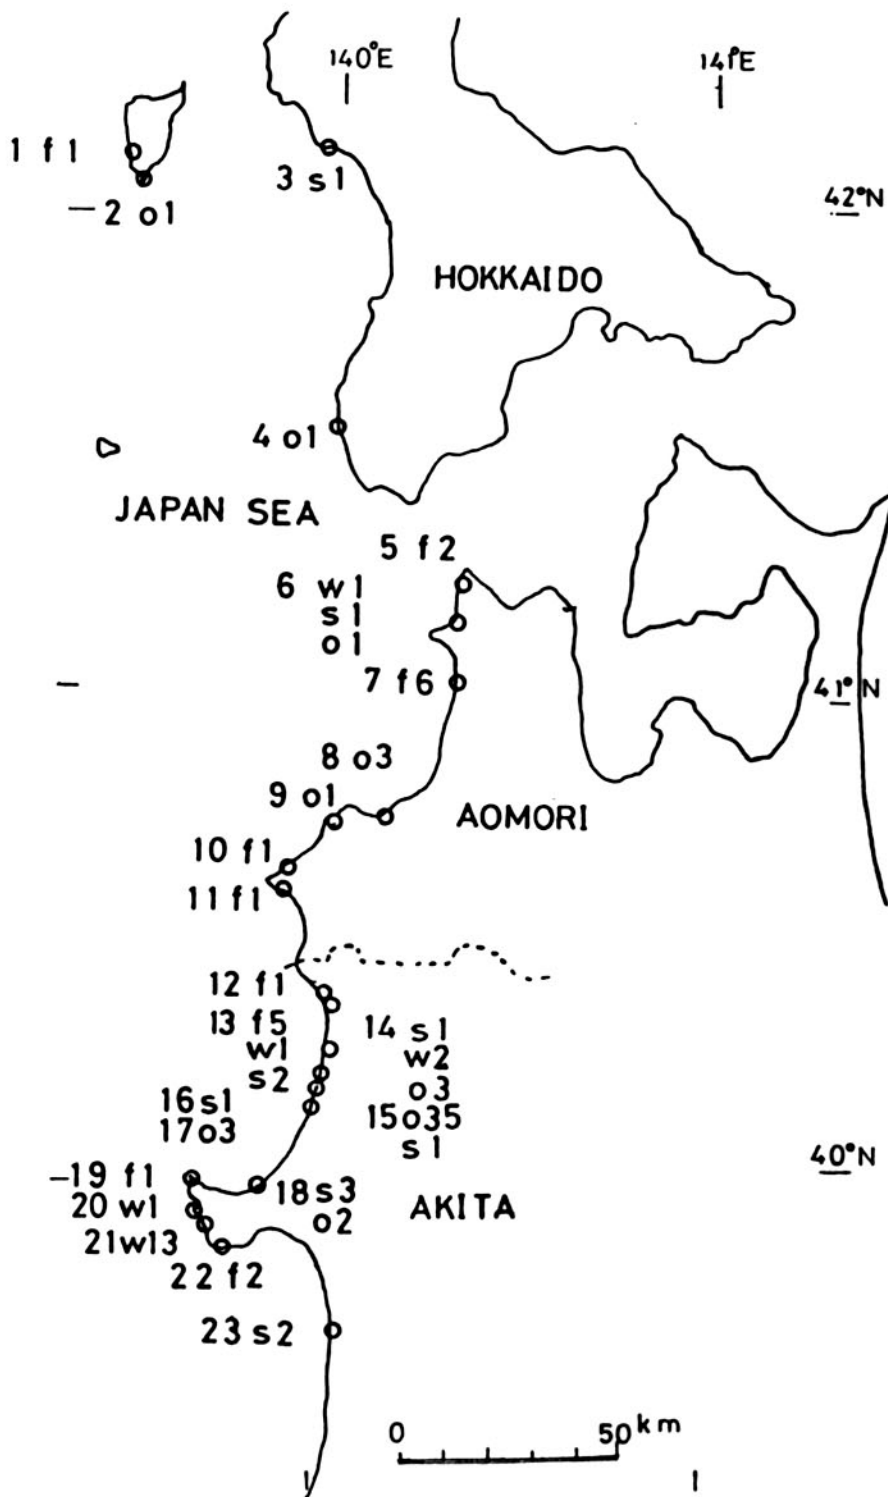 140°E
141°E
1 f1
2 o1
3 s1
42°N
HOKKAIDO
4 o1
JAPAN SEA
5 f2
6 w1
s1
o1
7 f6
41°N
8 o3
9 o1
AOMORI
10 f1
11 f1
12 f1
13 f5
w1
s2
14 s1
w2
o3
15 o35
s1
16 s1
17 o3
40°N
19 f1
18 s3
o2
20 w1
AKITA
21 w13
22 f2
23 s2
0 50 km